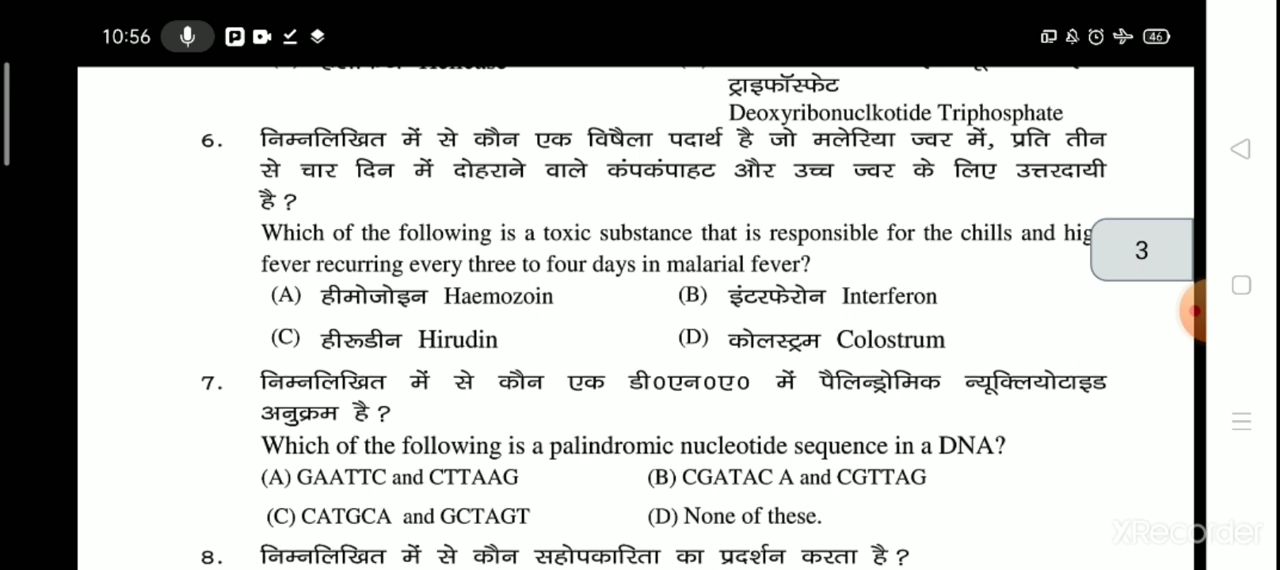 10:56
46
ट्राइफॉस्फेट
Deoxyribonuclkotide Triphosphate
6. निम्नलिखित में से कौन एक विषैला पदार्थ है जो मलेरिया ज्वर में, प्रति तीन
से चार दिन में दोहराने वाले कंपकंपाहट और उच्च ज्वर के लिए उत्तरदायी
है ?
Which of the following is a toxic substance that is responsible for the chills and
fever recurring every three to four days in malarial fever?
3
(A) हीमोजोइन Haemozoin (B) इंटरफेरोन Interferon
(C) हीरूडीन Hirudin (D) कोलस्ट्रम Colostrum
7. निम्नलिखित में से कौन एक डी०एन०ए० में पैलिन्ड्रोमिक न्यूक्लियोटाइड
अनुक्रम है ?
Which of the following is a palindromic nucleotide sequence in a DNA?
(A) GAATTC and CTTAAG (B) CGATAC A and CGTTAG
(C) CATGCA and GCTAGT (D) None of these.
8. निम्नलिखित में से कौन सहोपकारिता का प्रदर्शन करता है ?
XRecorder